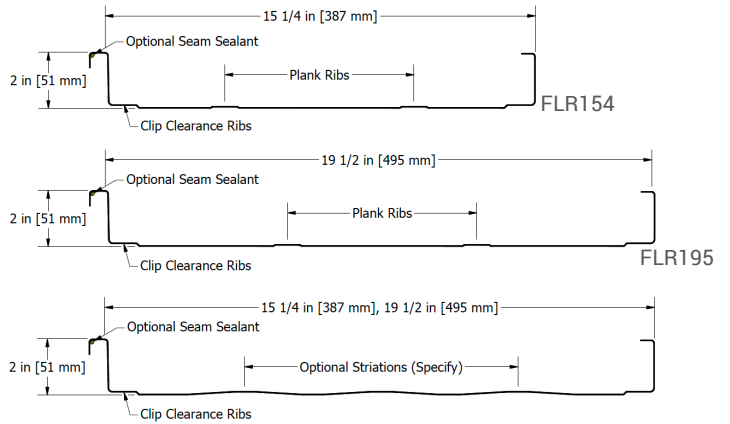 15 1/4 in [387 mm]
Optional Seam Sealant
2 in [51 mm]
Plank Ribs
Clip Clearance Ribs
FLR154
19 1/2 in [495 mm]
Optional Seam Sealant
2 in [51 mm]
Plank Ribs
Clip Clearance Ribs
FLR195
15 1/4 in [387 mm], 19 1/2 in [495 mm]
Optional Seam Sealant
2 in [51 mm]
Optional Striations (Specify)
Clip Clearance Ribs